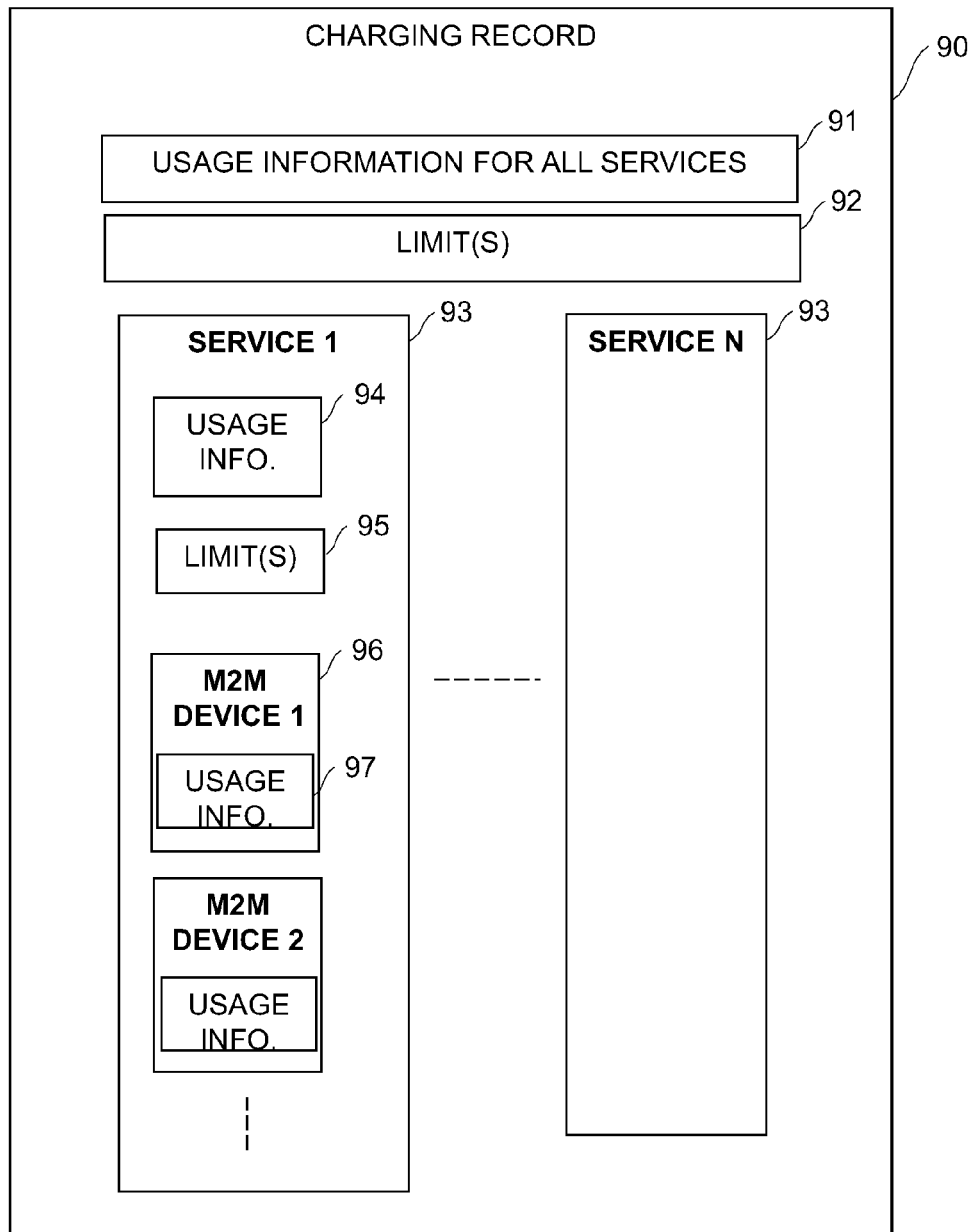 CHARGING RECORD
90
91
USAGE INFORMATION FOR ALL SERVICES
92
LIMIT(S)
93
SERVICE 1
93
SERVICE N
94
USAGE
INFO.
95
LIMIT(S)
96
M2M
DEVICE 1
97
USAGE
INFO.
M2M
DEVICE 2
USAGE
INFO.